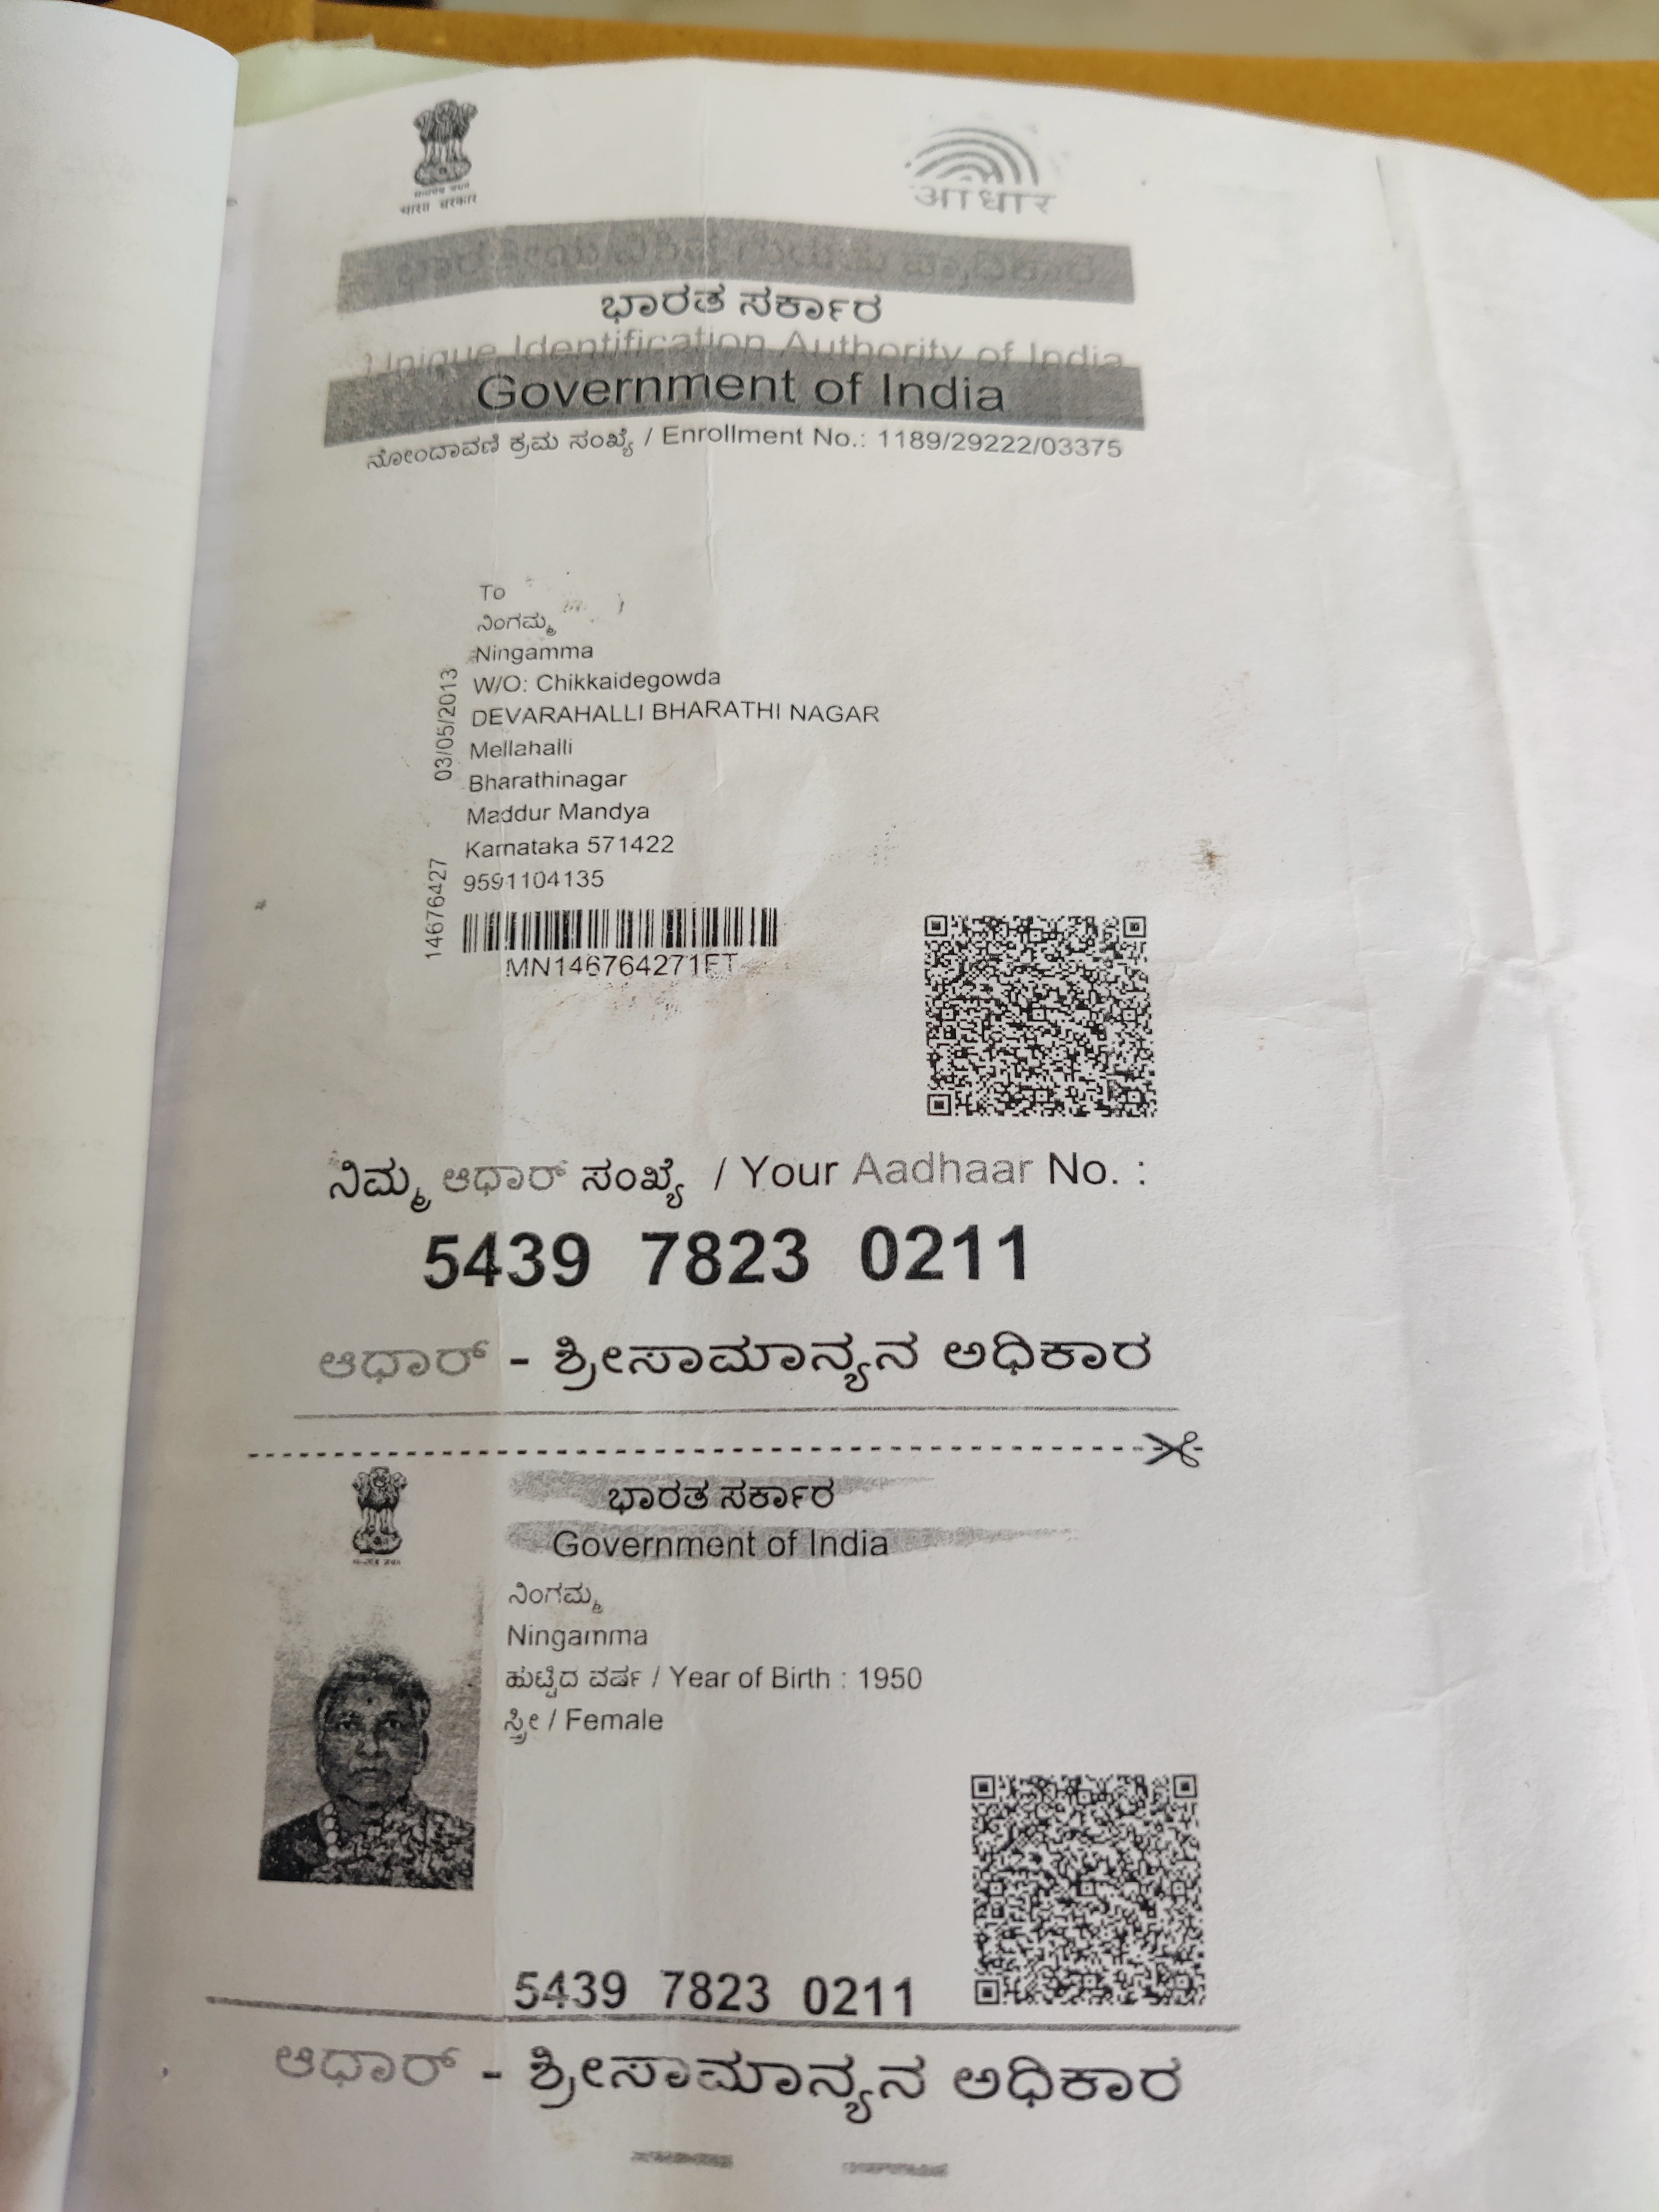 भारत सरकार
आधार
ಭಾರತೀಯ ವಿಶಿಷ್ಟ ಗುರುತು ಪ್ರಾಧಿಕಾರ
ಭಾರತ ಸರ್ಕಾರ
Unique Identification Authority of India
Government of India
ನೋಂದಾವಣಿ ಕ್ರಮ ಸಂಖ್ಯೆ / Enrollment No.: 1189/29222/03375
To
ನಿಂಗಮ್ಮ
Ningamma
W/O: Chikkaidegowda
DEVARAHALLI BHARATHI NAGAR
Mellahalli
Bharathinagar
Maddur Mandya
Karnataka 571422
9591104135
03/05/2013
14676427
MN146764271FT
ನಿಮ್ಮ ಆಧಾರ್ ಸಂಖ್ಯೆ / Your Aadhaar No. :
5439 7823 0211
ಆಧಾರ್ - ಶ್ರೀಸಾಮಾನ್ಯನ ಅಧಿಕಾರ
ಭಾರತ ಸರ್ಕಾರ
Government of India
ನಿಂಗಮ್ಮ
Ningamma
ಹುಟ್ಟಿದ ವರ್ಷ / Year of Birth : 1950
ಸ್ತ್ರೀ / Female
5439 7823 0211
ಆಧಾರ್ - ಶ್ರೀಸಾಮಾನ್ಯನ ಅಧಿಕಾರ